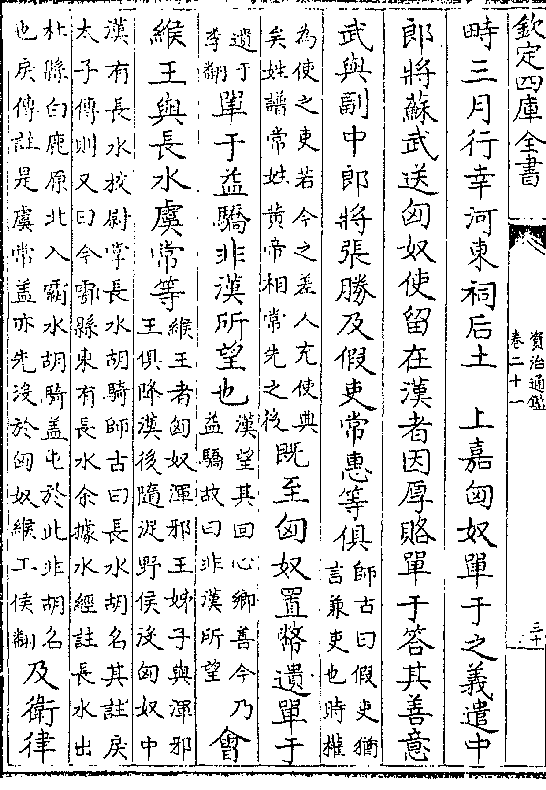 欽定四庫全書
資治通鑑
卷二十一
三十
畤三月行幸河東祠后土 上嘉匈奴單于之義遣中
郎將蘇武送匈奴使留在漢者因厚賂單于答其善意
武與副中郎將張勝及假吏常惠等俱
師古曰假吏猶
言兼吏也時權
為使之吏若今之差人充使典
矣姓譜常姓黄帝相常先之後
既至匈奴置幣遺單于
遺于
季翻
單于益驕非漢所望也
漢望其回心鄉善今乃
益驕故曰非漢所望
會
緱王與長水虞常等
緱王者匈奴渾邪王姊子與渾邪
王俱降漢後隨浞野侯没匈奴中
漢有長水校尉掌長水胡騎師古曰長水胡名其註戾
太子傳則又曰今鄠縣東有長水余據水經註長水出
杜縣白鹿原北入霸水胡騎盖屯於此非胡名
也戾傳註是虞常盖亦先没於匈奴緱工侯翻
及衛律